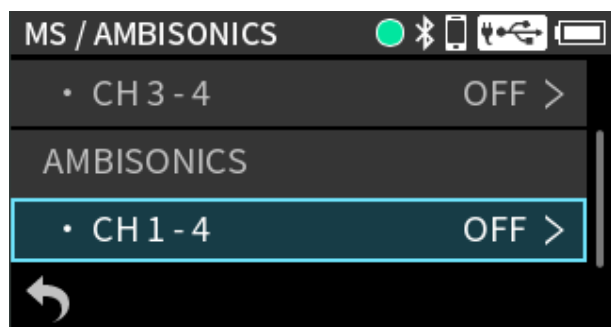 MS / AMBISONICS
・ CH 3 - 4 OFF >
AMBISONICS
・ CH 1 - 4 OFF >